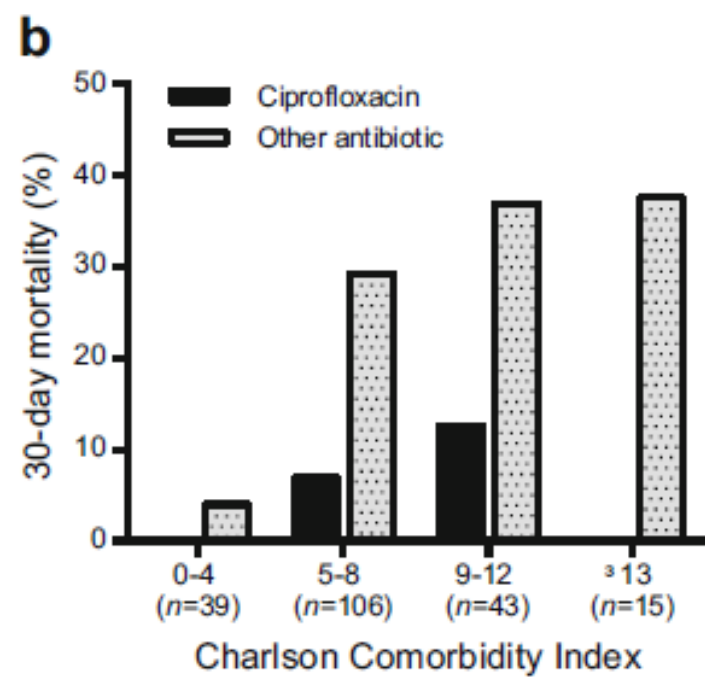 b
50
40
30
20
10
0
30-day mortality (%)
Ciprofloxacin
Other antibiotic
0-4 5-8 9-12 ³13
(n=39) (n=106) (n=43) (n=15)
Charlson Comorbidity Index